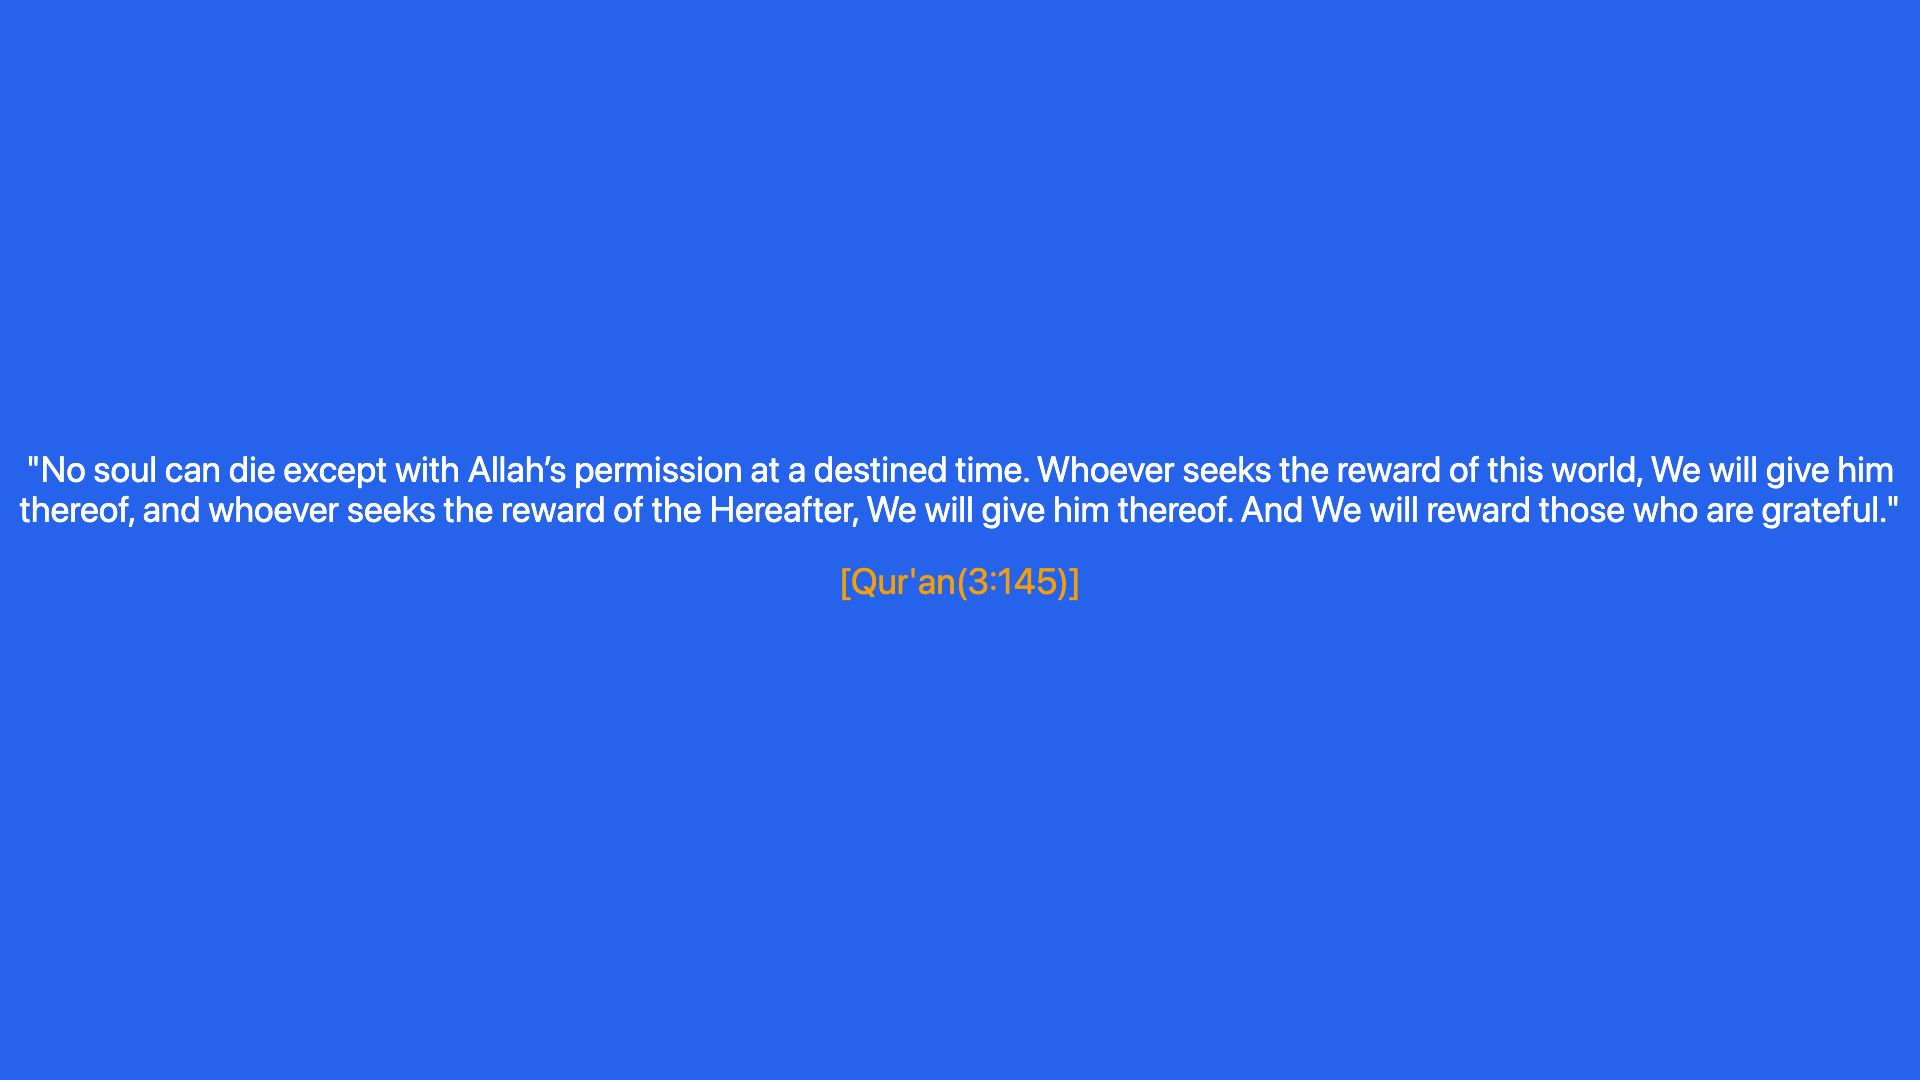 "No soul can die except with Allah’s permission at a destined time. Whoever seeks the reward of this world, We will give him
thereof, and whoever seeks the reward of the Hereafter, We will give him thereof. And We will reward those who are grateful."
[Qur'an(3:145)]